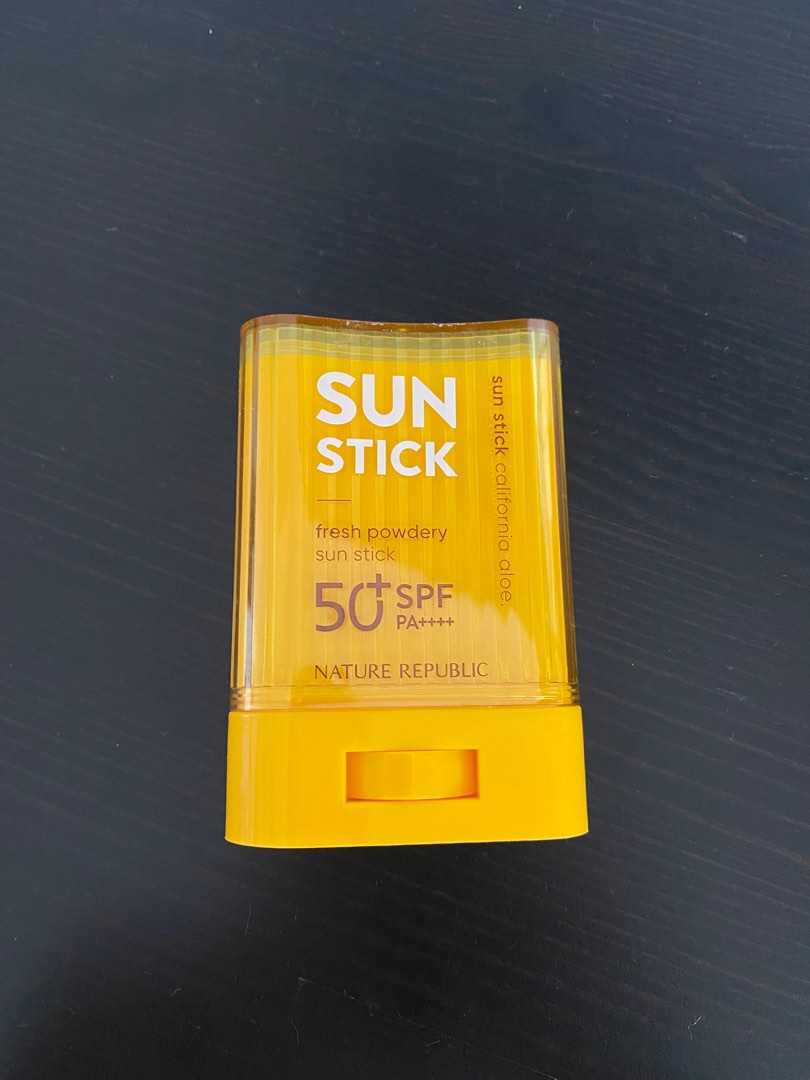 SUN
STICK
fresh powdery
sun stick
50+ SPF
PA++++
NATURE REPUBLIC
sun stick california aloe.